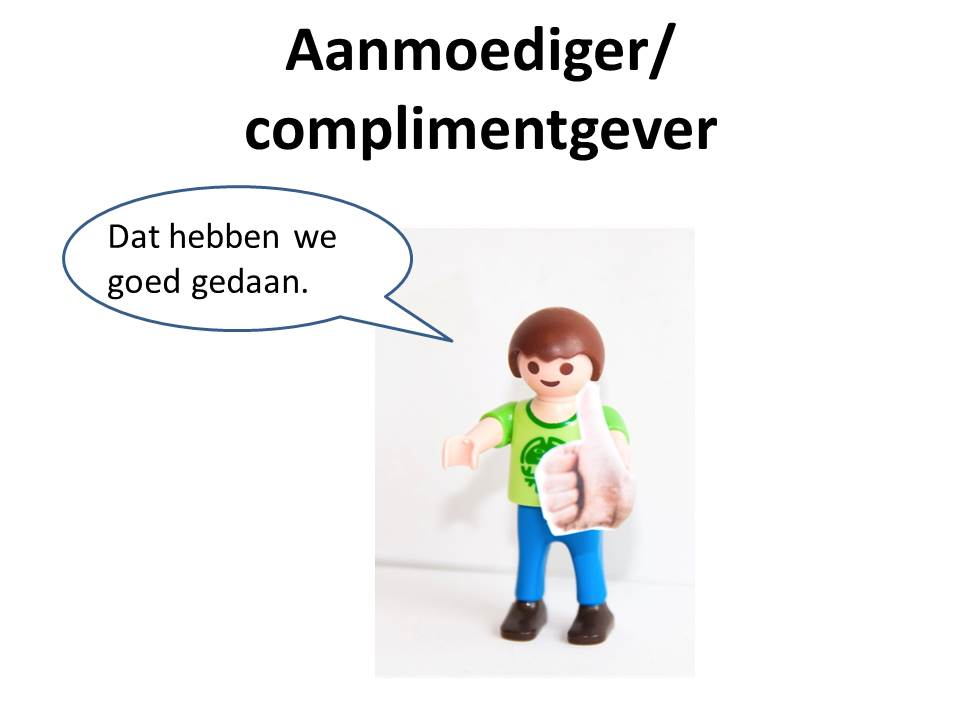 Aanmoediger/
complimentgever
Dat hebben we
goed gedaan.